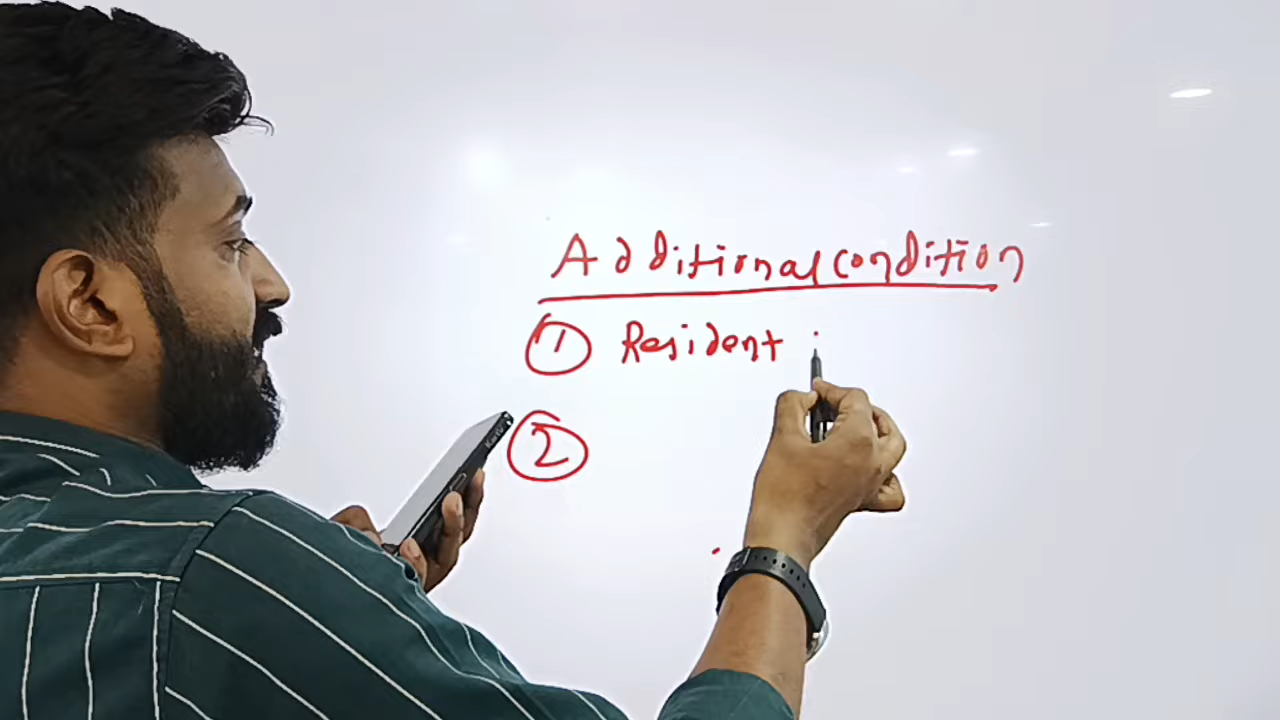 Additional condition
① Resident
②